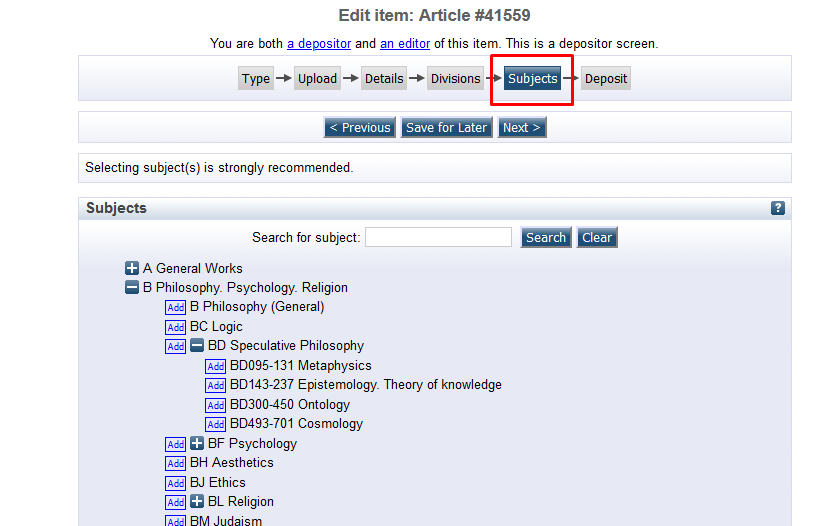 Edit item: Article #41559
You are both a depositor and an editor of this item. This is a depositor screen.
Type Upload Details Divisions Subjects Deposit
< Previous Save for Later Next >
Selecting subject(s) is strongly recommended.
Subjects ?
Search for subject: Search Clear
A General Works
B Philosophy. Psychology. Religion
Add B Philosophy (General)
Add BC Logic
Add BD Speculative Philosophy
Add BD095-131 Metaphysics
Add BD143-237 Epistemology. Theory of knowledge
Add BD300-450 Ontology
Add BD493-701 Cosmology
Add BF Psychology
Add BH Aesthetics
Add BJ Ethics
Add BL Religion
Add BM Judaism